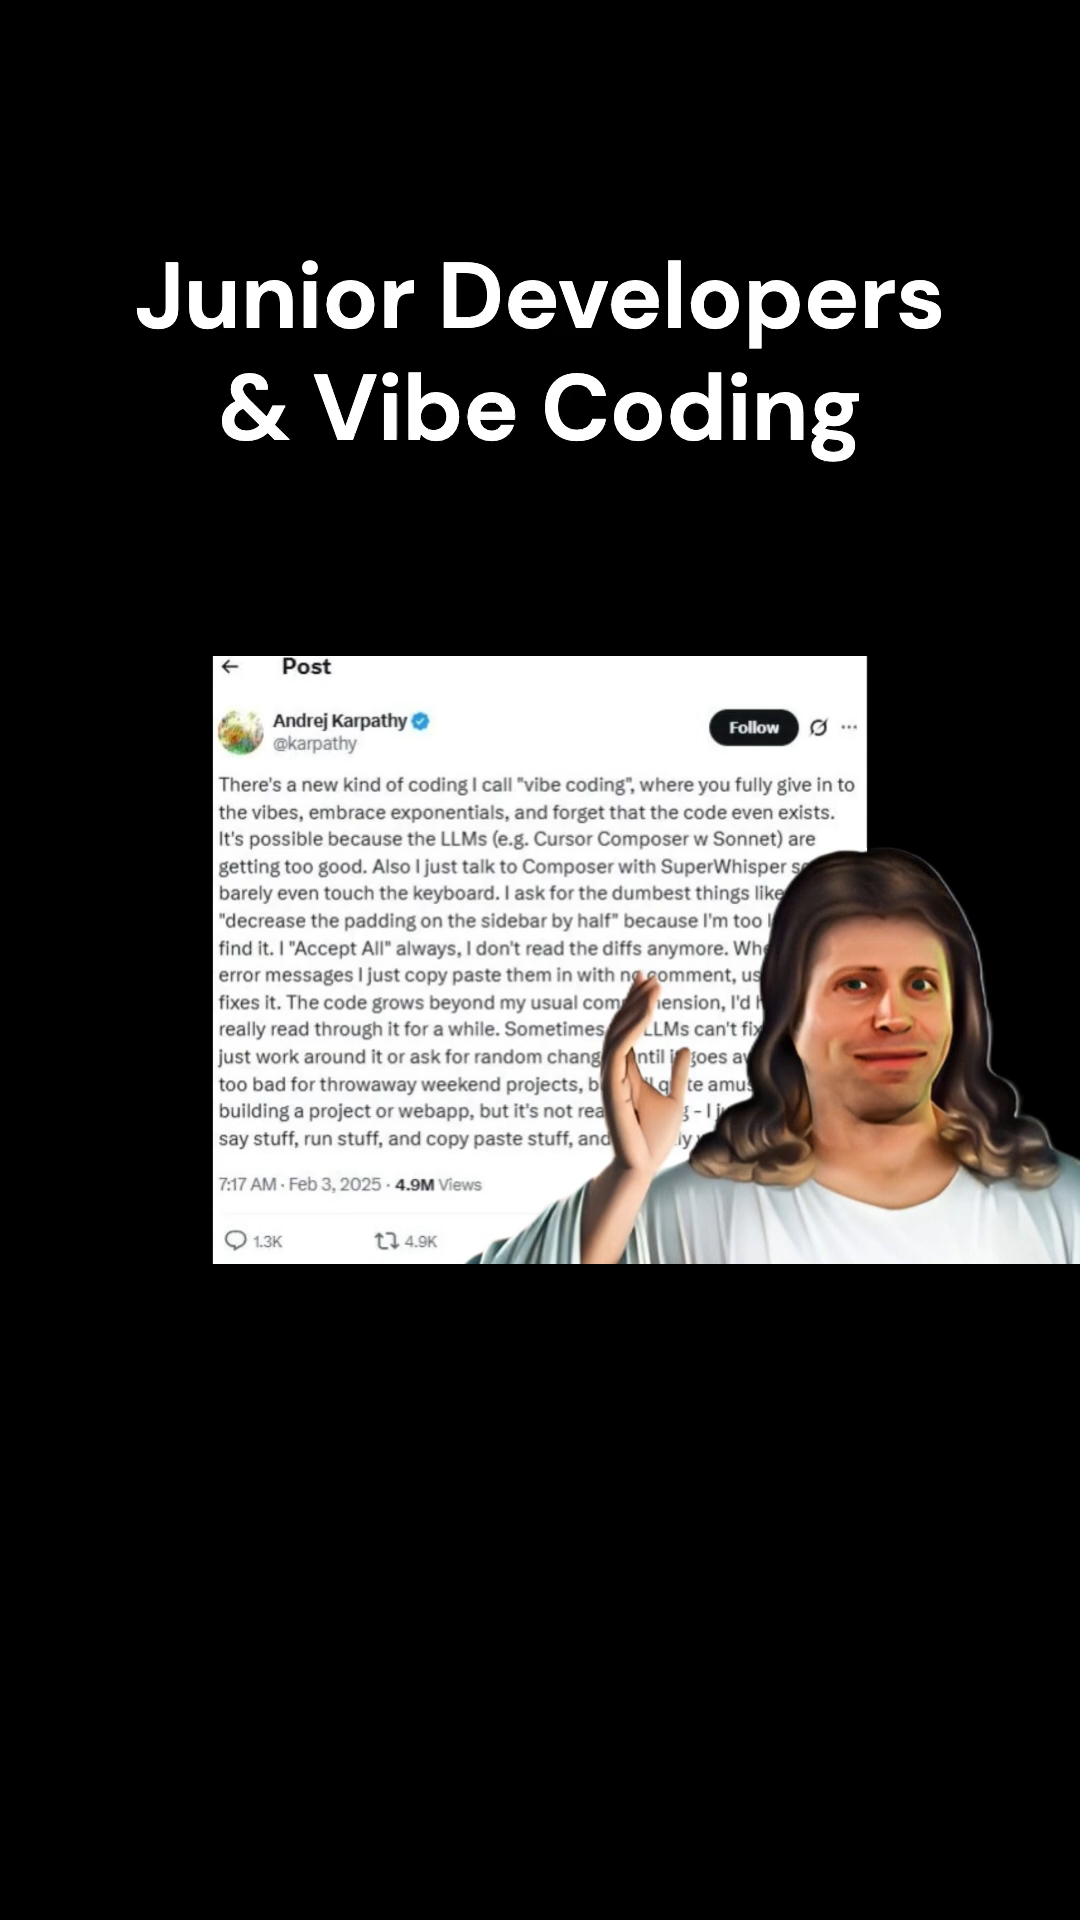 Junior Developers
& Vibe Coding
Post
Andrej Karpathy
@karpathy
Follow
There's a new kind of coding I call "vibe coding", where you fully give in to
the vibes, embrace exponentials, and forget that the code even exists.
It's possible because the LLMs (e.g. Cursor Composer w Sonnet) are
getting too good. Also I just talk to Composer with SuperWhisper
barely even touch the keyboard. I ask for the dumbest things like
"decrease the padding on the sidebar by half" because I'm too
find it. I "Accept All" always, I don't read the diffs anymore.
error messages I just copy paste them in with no comment,
fixes it. The code grows beyond my usual I'd
really read through it for a while. Sometimes LLMs can't
just work around it or ask for random goes
too bad for throwaway weekend projects,
building a project or webapp, but it's not
say stuff, run stuff, and copy paste stuff, and
7:17 AM · Feb 3, 2025 · 4.9M Views
1.3K 4.9K